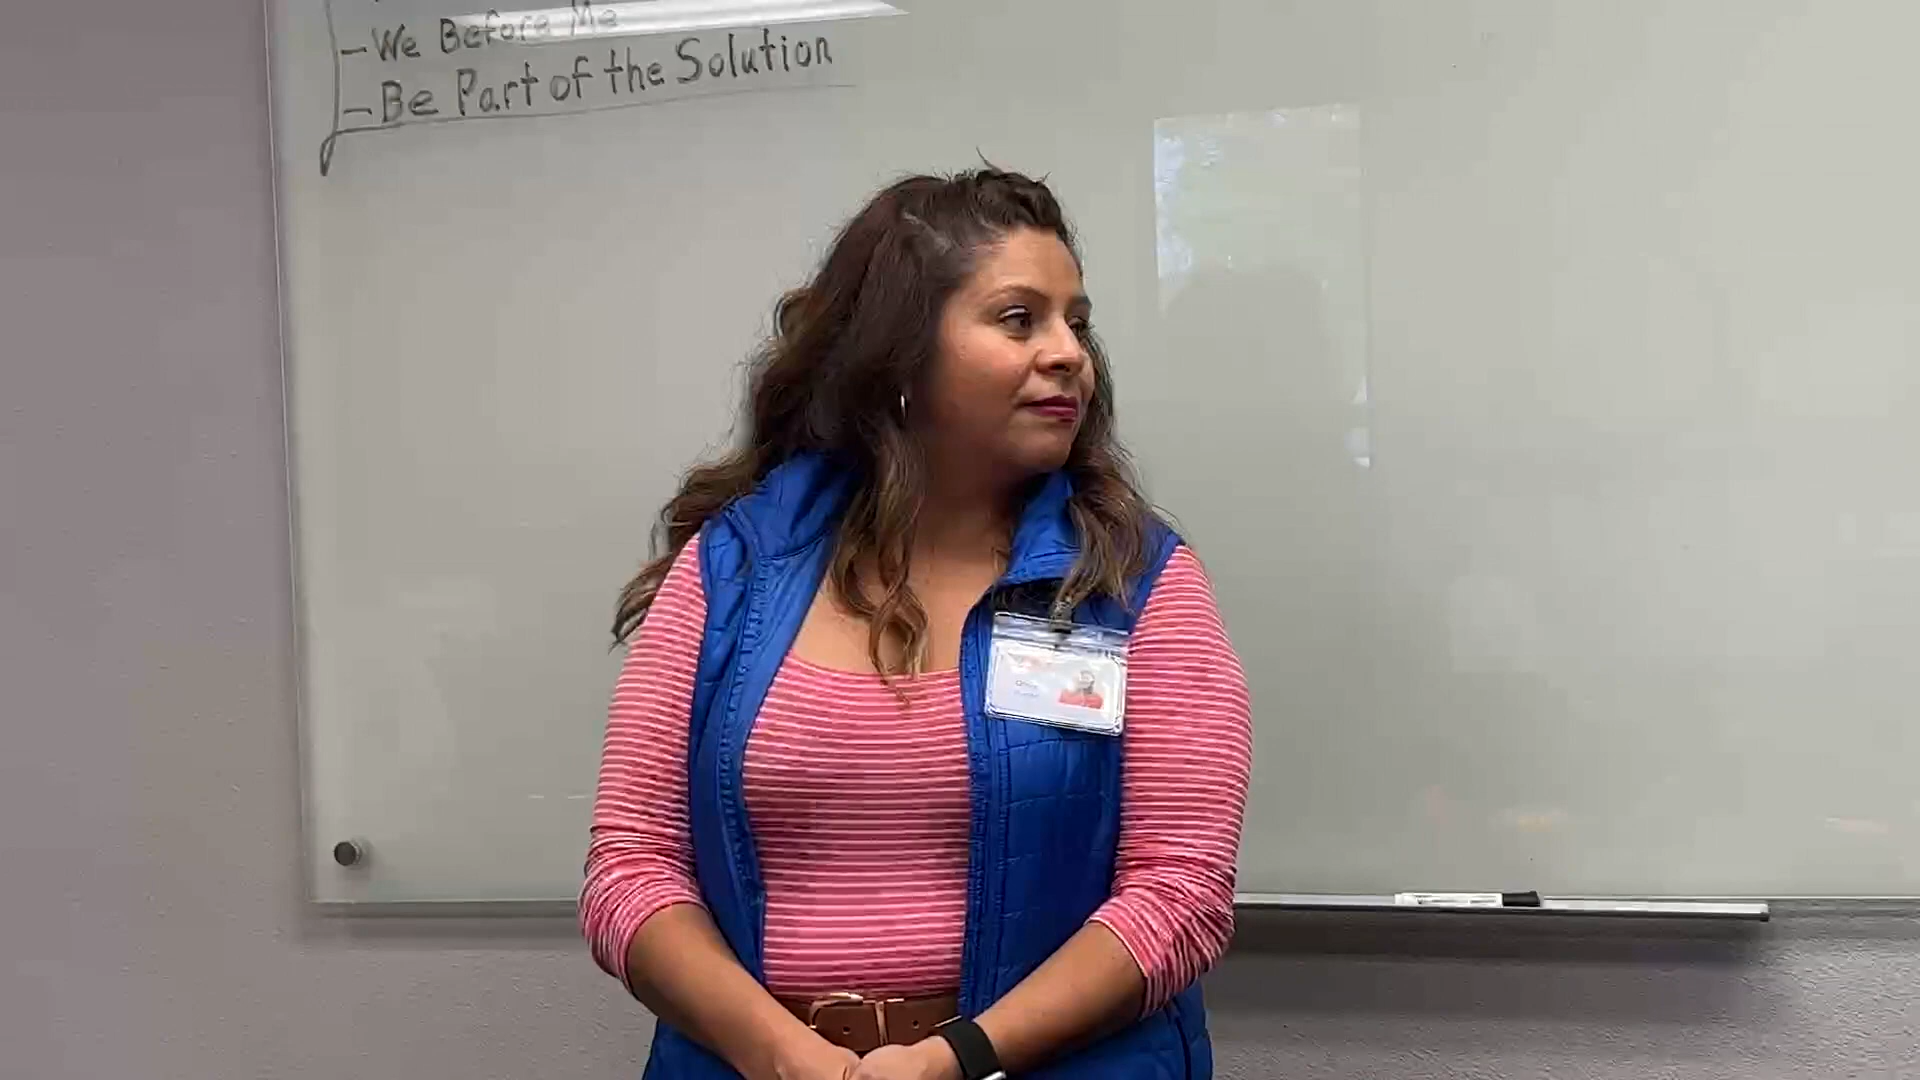 - We Before Me
- Be Part of the Solution